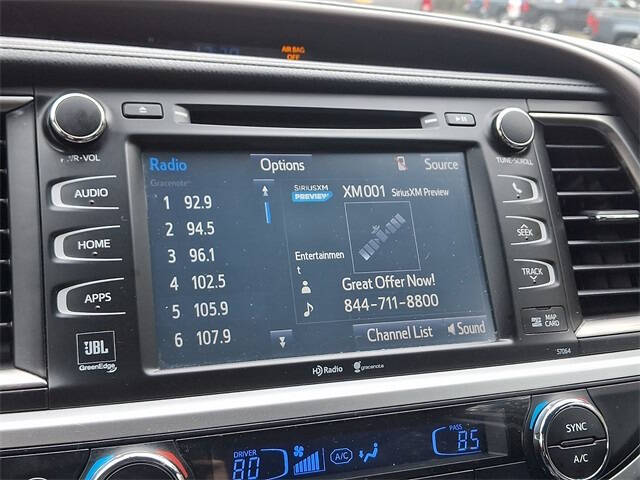 AIR BAG
OFF
PWR-VOL
TUNE-SCROLL
AUDIO
HOME
APPS
JBL
GreenEdge
Radio
Options
Source
Gracenote
SIRIUSXM
PREVIEW
XM001 SiriusXM Preview
1 92.9
2 94.5
3 96.1
4 102.5
5 105.9
6 107.9
Entertainmen
t
Great Offer Now!
844-711-8800
Channel List
Sound
SEEK
TRACK
MAP
CARD
57064
HD Radio
gracenote
DRIVER
80
A/C
PASS
85
SYNC
A/C